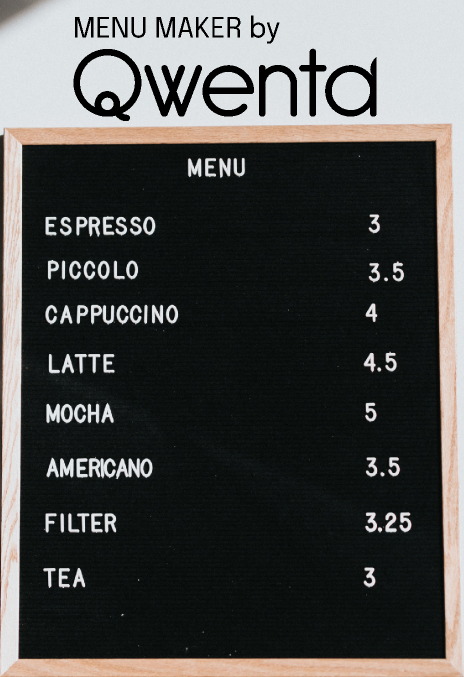 MENU MAKER by
Qwenta
MENU
ESPRESSO 3
PICCOLO 3.5
CAPPUCCINO 4
LATTE 4.5
MOCHA 5
AMERICANO 3.5
FILTER 3.25
TEA 3